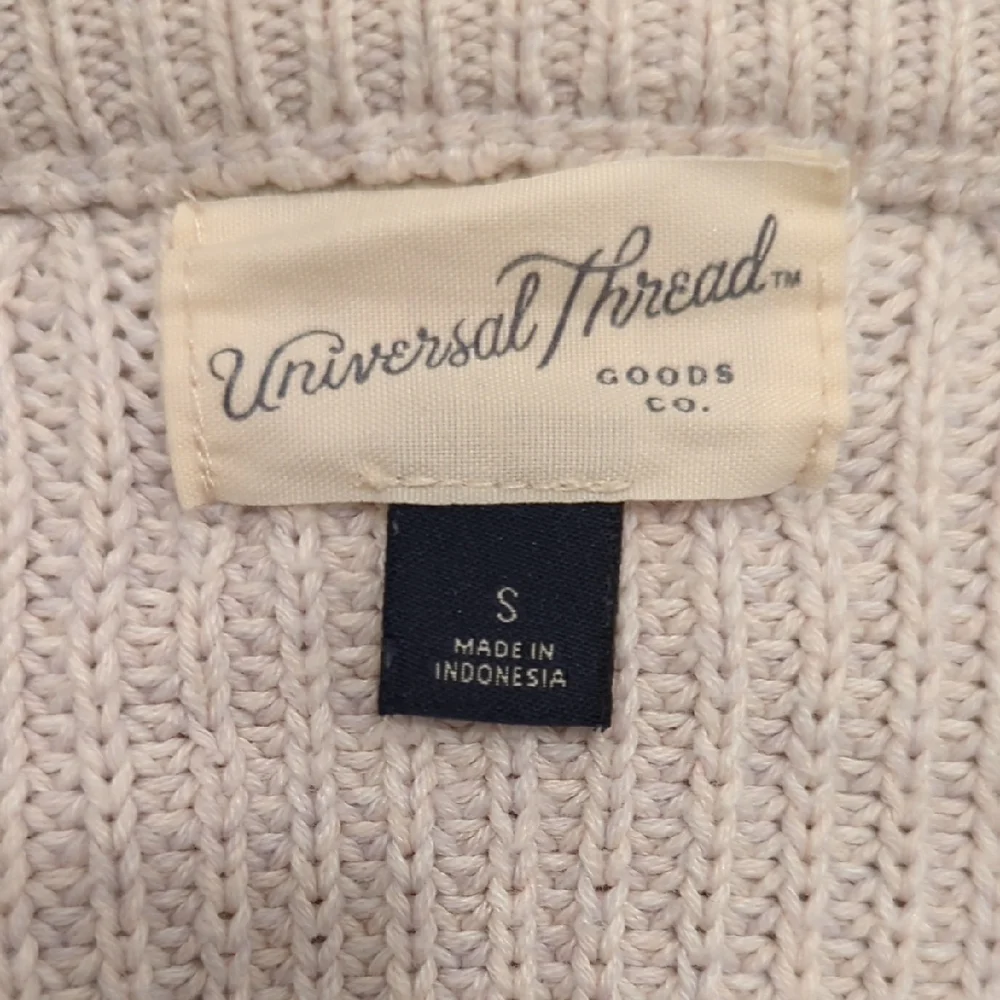 Universal Thread™
GOODS
CO.
S
MADE IN
INDONESIA